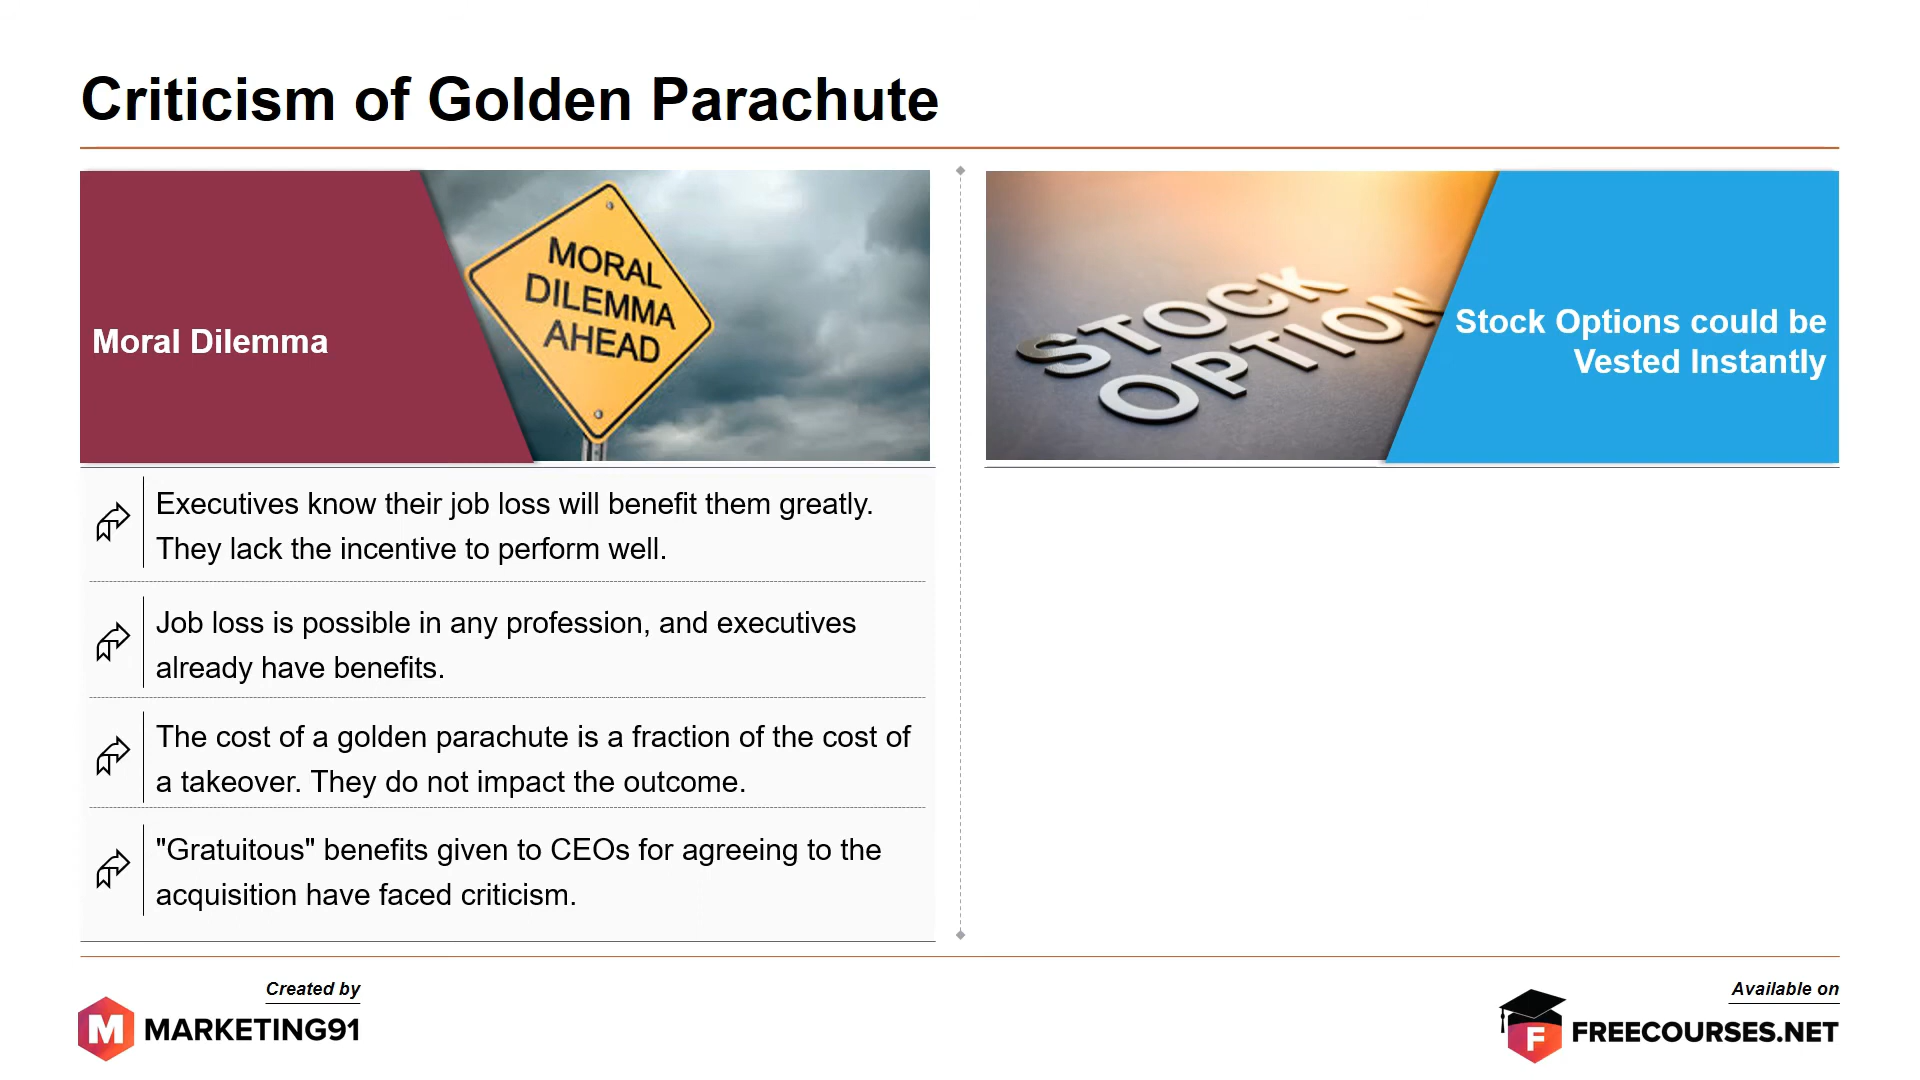 Criticism of Golden Parachute
Moral Dilemma
MORAL
DILEMMA
AHEAD
Executives know their job loss will benefit them greatly.
They lack the incentive to perform well.
Job loss is possible in any profession, and executives
already have benefits.
The cost of a golden parachute is a fraction of the cost of
a takeover. They do not impact the outcome.
"Gratuitous" benefits given to CEOs for agreeing to the
acquisition have faced criticism.
STOCK
OPTION
Stock Options could be
Vested Instantly
Created by
M MARKETING91
Available on
F FREECOURSES.NET